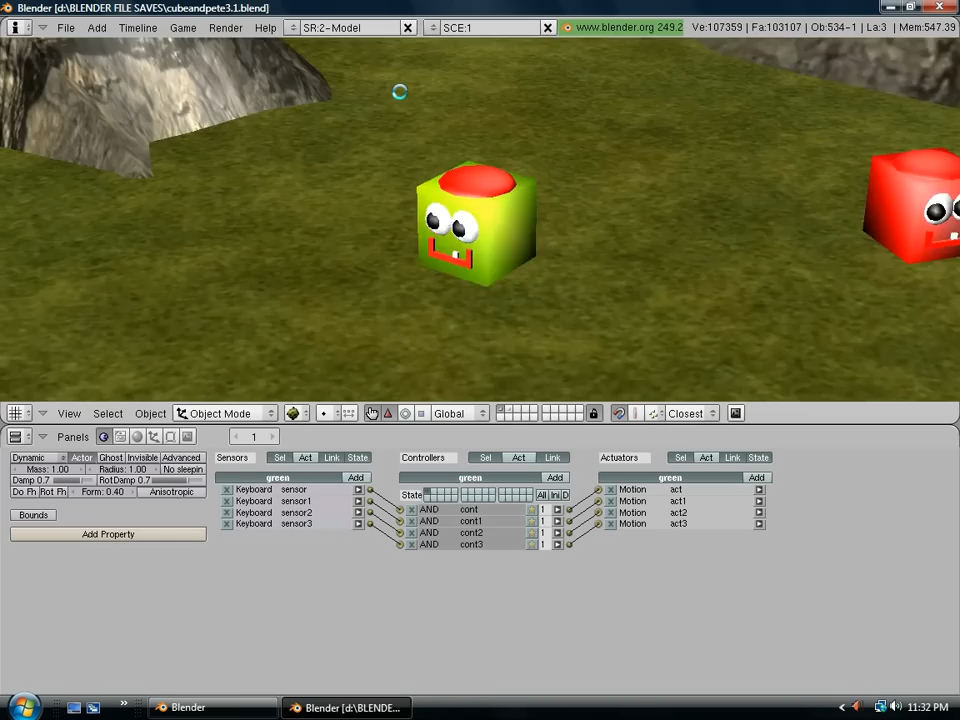 Blender [d:\BLENDER FILE SAVES\cubeandpete3.1.blend]
File Add Timeline Game Render Help SR:2-Model SCE:1 www.blender.org 249.2 Ve:107359 | Fa:103107 | Ob:534-1 | La:3 | Mem:547.39
View Select Object Object Mode Global Closest
Panels 1
Dynamic Actor Ghost Invisible Advanced
Mass: 1.00 Radius: 1.00 No sleepin
Damp 0.7 RotDamp 0.7
Do Fh Rot Fh Form: 0.40 Anisotropic
Bounds
Add Property
Sensors Sel Act Link State
green Add
Keyboard sensor
Keyboard sensor1
Keyboard sensor2
Keyboard sensor3
Controllers Sel Act Link
green Add
State All Ini D
AND cont 1
AND cont1 1
AND cont2 1
AND cont3 1
Actuators Sel Act Link State
green Add
Motion act
Motion act1
Motion act2
Motion act3
Blender Blender [d:\BLENDE... 11:32 PM